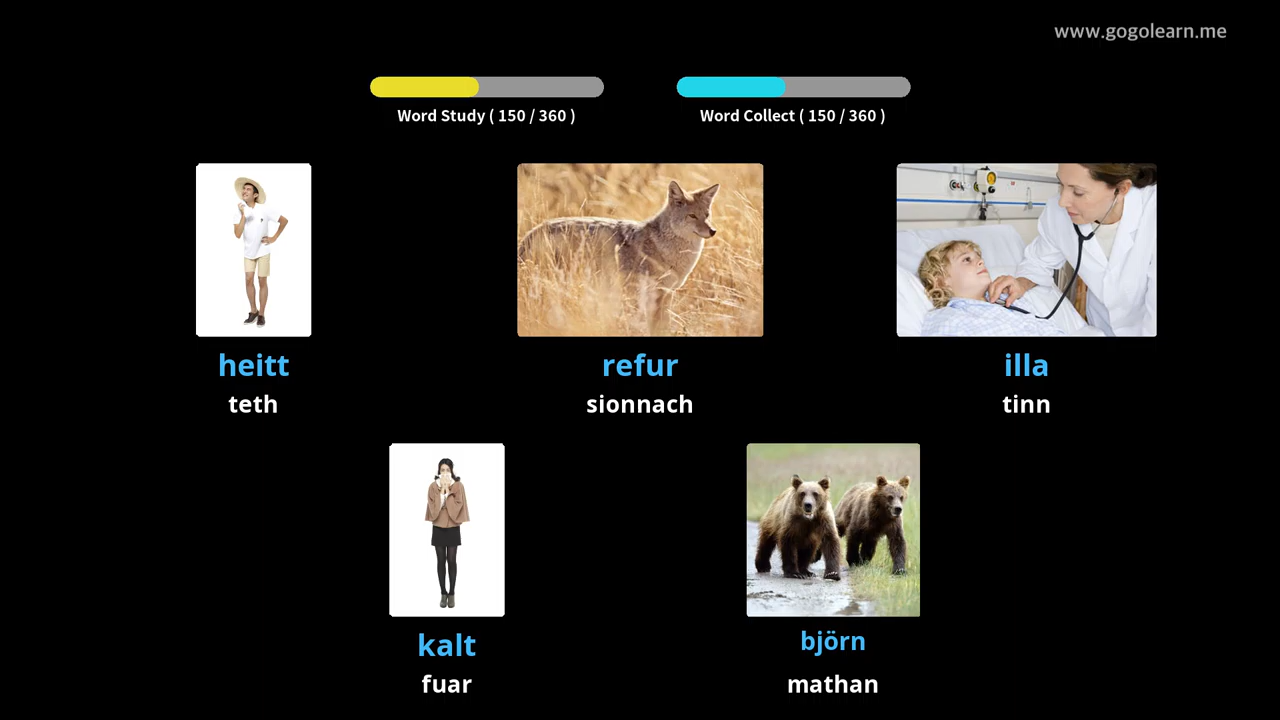 www.gogolearn.me
Word Study ( 150 / 360 )
Word Collect ( 150 / 360 )
heitt
teth
refur
sionnach
illa
tinn
kalt
fuar
björn
mathan